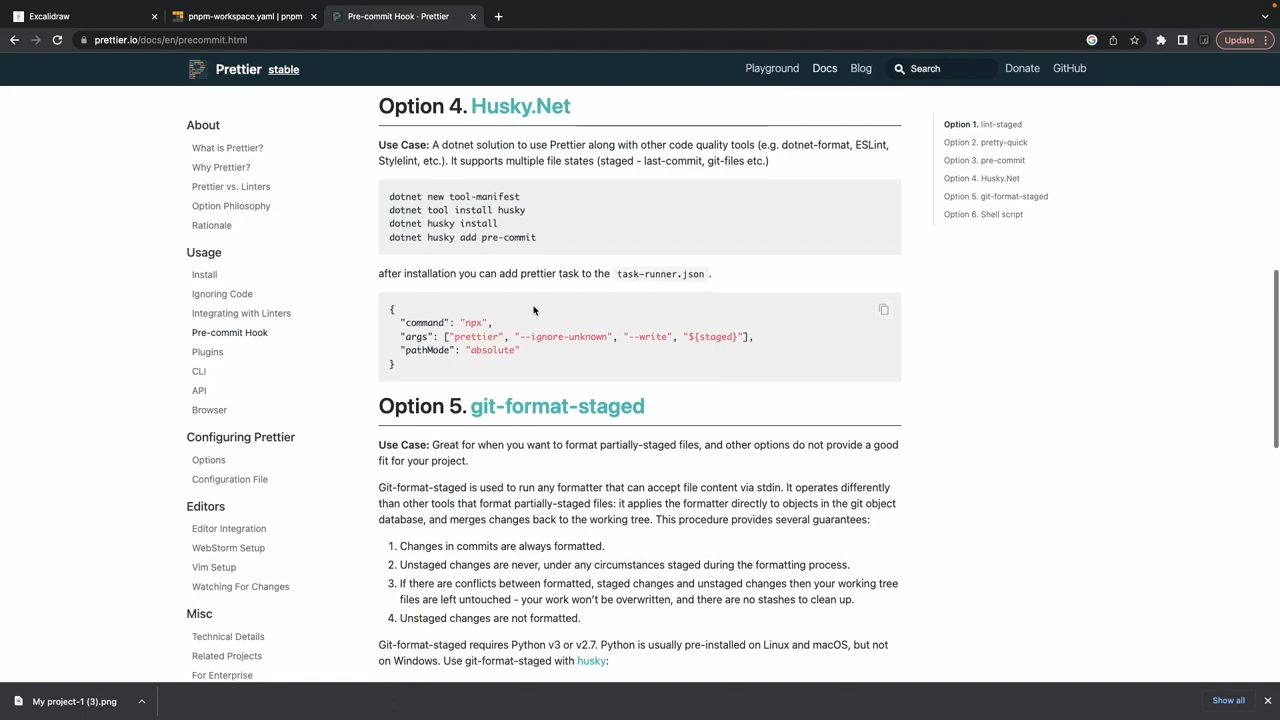 Excalidraw
pnpm-workspace.yaml | pnpm
Pre-commit Hook · Prettier
prettier.io/docs/en/precommit.html
Update
Prettier stable
Playground
Docs
Blog
Search
Donate
GitHub
About
What is Prettier?
Why Prettier?
Prettier vs. Linters
Option Philosophy
Rationale
Usage
Install
Ignoring Code
Integrating with Linters
Pre-commit Hook
Plugins
CLI
API
Browser
Configuring Prettier
Options
Configuration File
Editors
Editor Integration
WebStorm Setup
Vim Setup
Watching For Changes
Misc
Technical Details
Related Projects
For Enterprise
Option 4. Husky.Net
Use Case: A dotnet solution to use Prettier along with other code quality tools (e.g. dotnet-format, ESLint,
Stylelint, etc.). It supports multiple file states (staged - last-commit, git-files etc.)
dotnet new tool-manifest
dotnet tool install husky
dotnet husky install
dotnet husky add pre-commit
after installation you can add prettier task to the task-runner.json.
{
"command": "npx",
"args": ["prettier", "--ignore-unknown", "--write", "${staged}"],
"pathMode": "absolute"
}
Option 5. git-format-staged
Use Case: Great for when you want to format partially-staged files, and other options do not provide a good
fit for your project.
Git-format-staged is used to run any formatter that can accept file content via stdin. It operates differently
than other tools that format partially-staged files: it applies the formatter directly to objects in the git object
database, and merges changes back to the working tree. This procedure provides several guarantees:
1. Changes in commits are always formatted.
2. Unstaged changes are never, under any circumstances staged during the formatting process.
3. If there are conflicts between formatted, staged changes and unstaged changes then your working tree
files are left untouched - your work won't be overwritten, and there are no stashes to clean up.
4. Unstaged changes are not formatted.
Git-format-staged requires Python v3 or v2.7. Python is usually pre-installed on Linux and macOS, but not
on Windows. Use git-format-staged with husky:
Option 1. lint-staged
Option 2. pretty-quick
Option 3. pre-commit
Option 4. Husky.Net
Option 5. git-format-staged
Option 6. Shell script
My project-1 (3).png
Show all